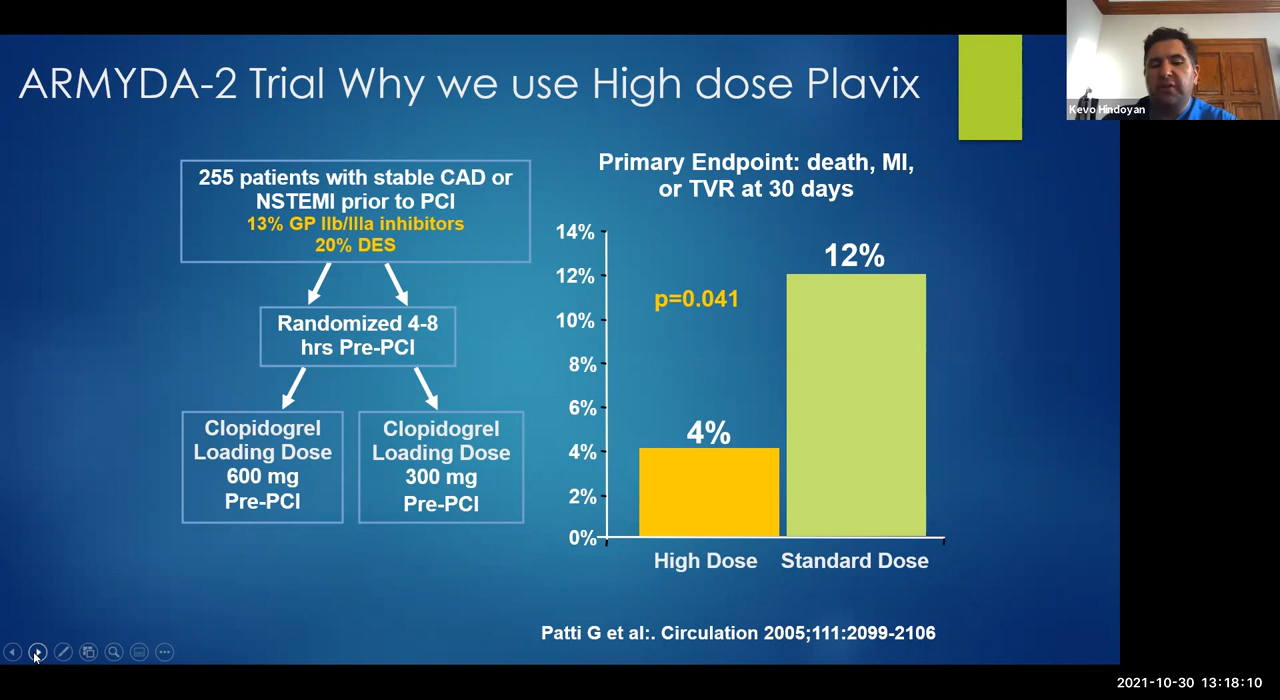 ARMYDA-2 Trial Why we use High dose Plavix
Kevo Hindoyan
255 patients with stable CAD or
NSTEMI prior to PCI
13% GP IIb/IIIa inhibitors
20% DES
Randomized 4-8
hrs Pre-PCI
Clopidogrel
Loading Dose
600 mg
Pre-PCI
Clopidogrel
Loading Dose
300 mg
Pre-PCI
Primary Endpoint: death, MI,
or TVR at 30 days
14%
12%
10%
8%
6%
4%
2%
0%
p=0.041
4%
12%
High Dose
Standard Dose
Patti G et al:. Circulation 2005;111:2099-2106
2021-10-30 13:18:10